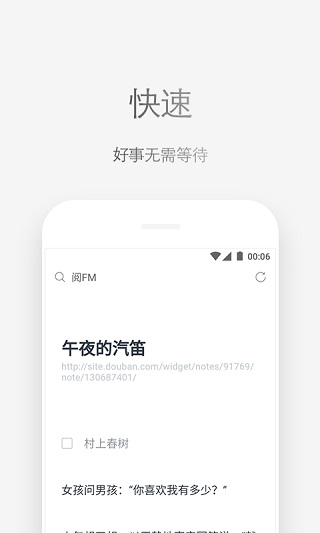 快速
好事无需等待
00:06
阅FM
午夜的汽笛
http://site.douban.com/widget/notes/91769/
note/130687401/
村上春树
女孩问男孩：“你喜欢我有多少？”